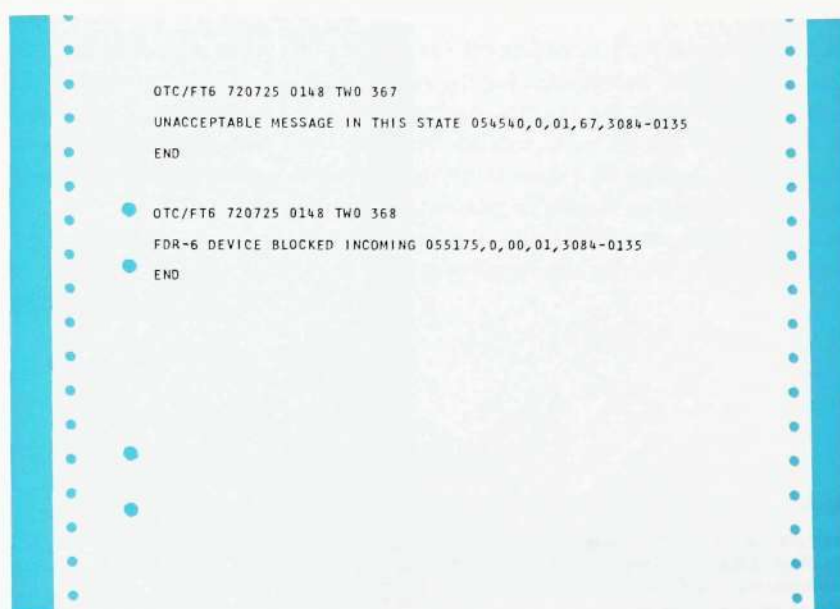 OTC/FT6 720725 0148 TWO 367
UNACCEPTABLE MESSAGE IN THIS STATE 054540,0,01,67,3084-0135
END
OTC/FT6 720725 0148 TWO 368
FDR-6 DEVICE BLOCKED INCOMING 055175,0,00,01,3084-0135
END